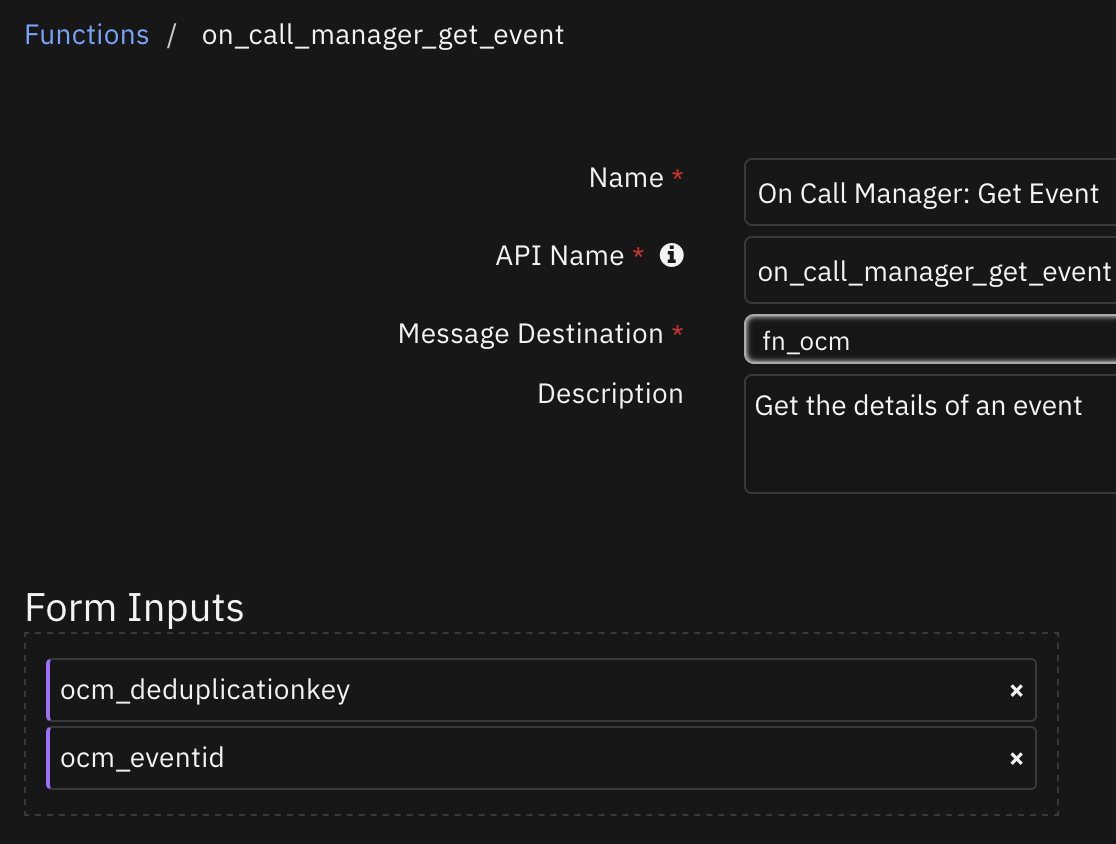 Functions / on_call_manager_get_event
Name *
On Call Manager: Get Event
API Name *
on_call_manager_get_event
Message Destination *
fn_ocm
Description
Get the details of an event
Form Inputs
ocm_deduplicationkey ×
ocm_eventid ×